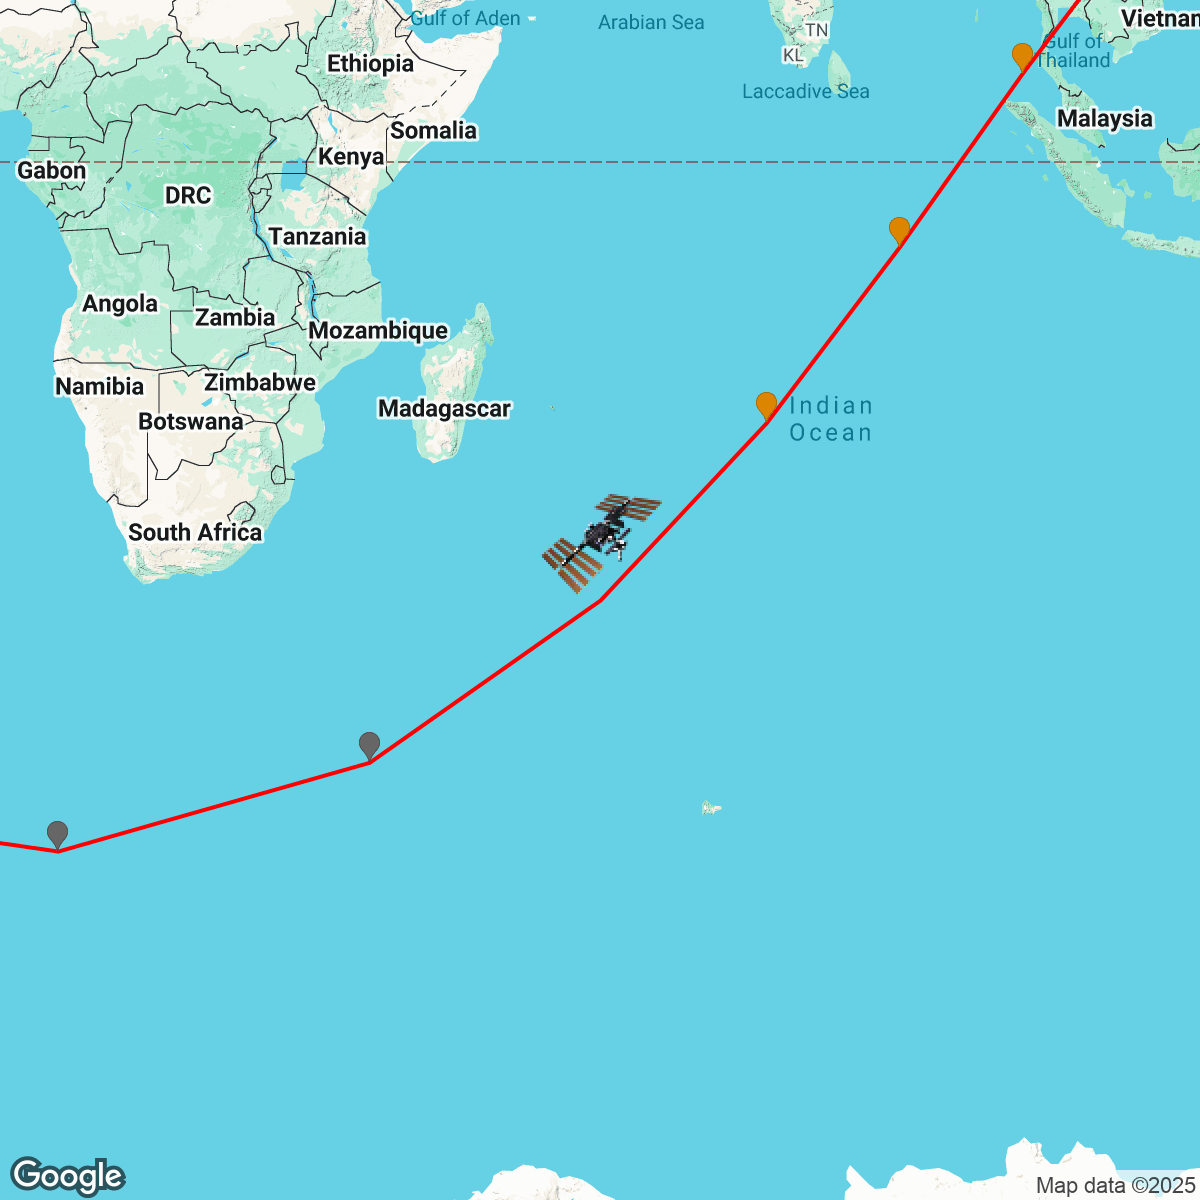 Gulf of Aden
Arabian Sea
TN
KL
Vietnam
Gulf of
Thailand
Ethiopia
Laccadive Sea
Malaysia
Somalia
Kenya
Gabon
DRC
Tanzania
Angola
Zambia
Mozambique
Namibia
Zimbabwe
Madagascar
Botswana
Indian
Ocean
South Africa
Google
Map data ©2025